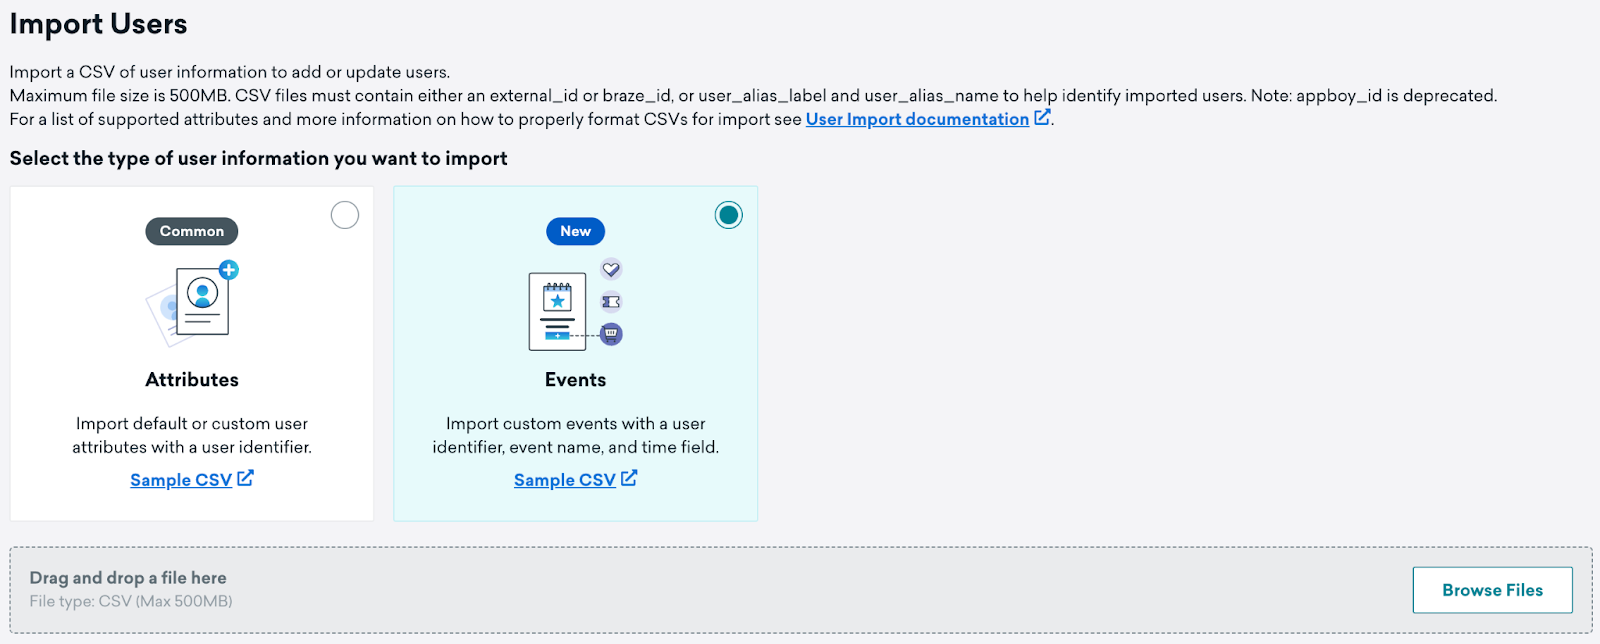 Import Users
Import a CSV of user information to add or update users.
Maximum file size is 500MB. CSV files must contain either an external_id or braze_id, or user_alias_label and user_alias_name to help identify imported users. Note: appboy_id is deprecated.
For a list of supported attributes and more information on how to properly format CSVs for import see User Import documentation.
Select the type of user information you want to import
Common
Attributes
Import default or custom user
attributes with a user identifier.
Sample CSV
New
Events
Import custom events with a user
identifier, event name, and time field.
Sample CSV
Drag and drop a file here
File type: CSV (Max 500MB)
Browse Files